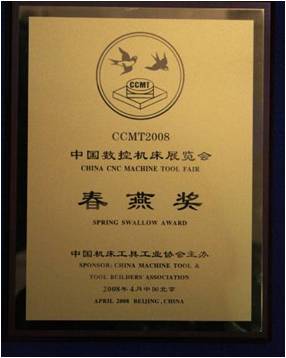 CCMT
CCMT2008
中国数控机床展览会
CHINA CNC MACHINE TOOL FAIR
春燕奖
SPRING SWALLOW AWARD
中国机床工具工业协会主办
SPONSOR: CHINA MACHINE TOOL &
TOOL BUILDERS' ASSOCIATION
2008年4月中国北京
APRIL 2008 BEIJING, CHINA